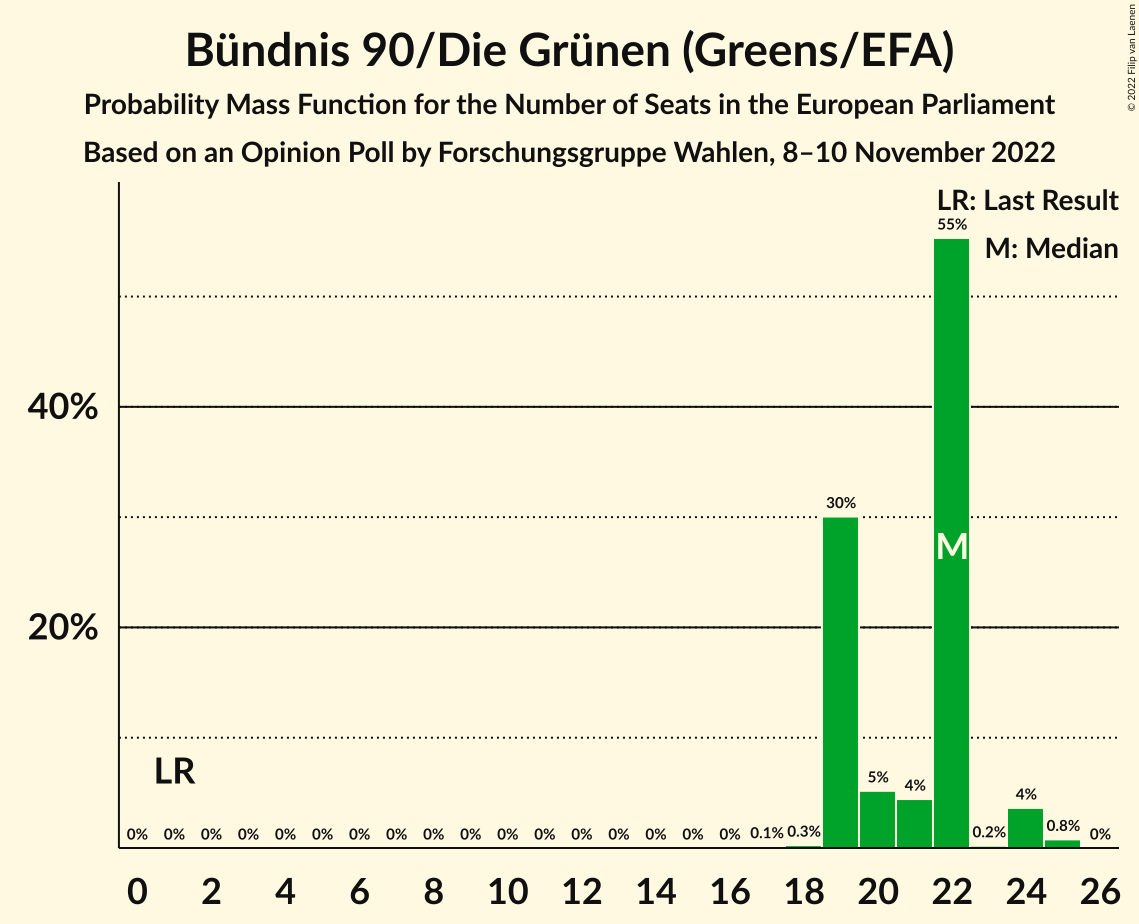 Bündnis 90/Die Grünen (Greens/EFA)
Probability Mass Function for the Number of Seats in the European Parliament
Based on an Opinion Poll by Forschungsgruppe Wahlen, 8–10 November 2022
© 2022 Filip van Laenen
LR: Last Result
55%
M: Median
40%
30%
M
20%
LR
5%
4%
4%
0% 0% 0% 0% 0% 0% 0% 0% 0% 0% 0% 0% 0% 0% 0% 0% 0% 0.1% 0.3% 0.2% 0.8% 0%
0 2 4 6 8 10 12 14 16 18 20 22 24 26